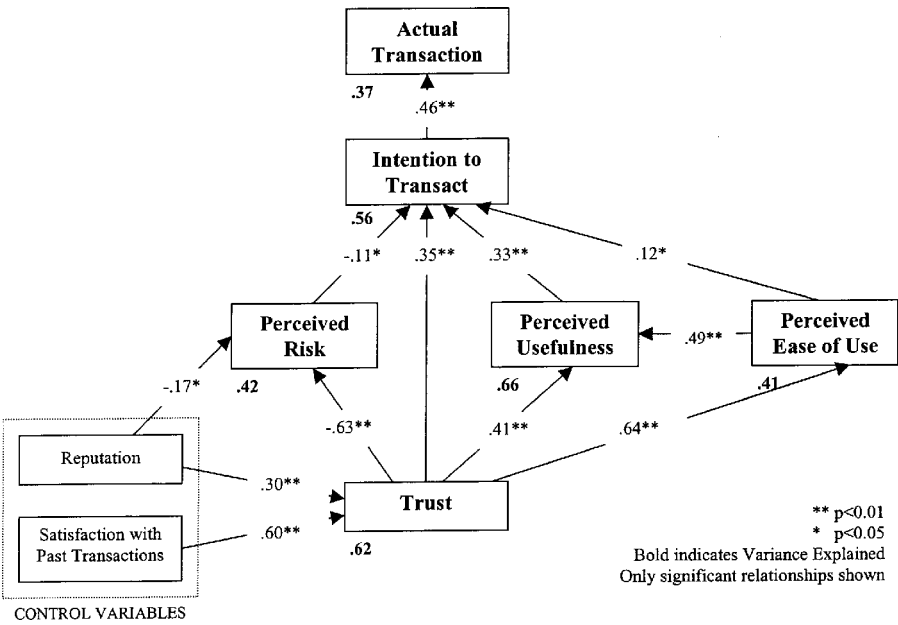 Actual
Transaction
.37
.46**
Intention to
Transact
.56
-.11*
.35**
.33**
.12*
Perceived
Risk
.42
Perceived
Usefulness
.66
.49**
Perceived
Ease of Use
.41
-.17*
-.63**
.41**
.64**
Reputation
.30**
Satisfaction with
Past Transactions
.60**
Trust
.62
CONTROL VARIABLES
** p<0.01
* p<0.05
Bold indicates Variance Explained
Only significant relationships shown